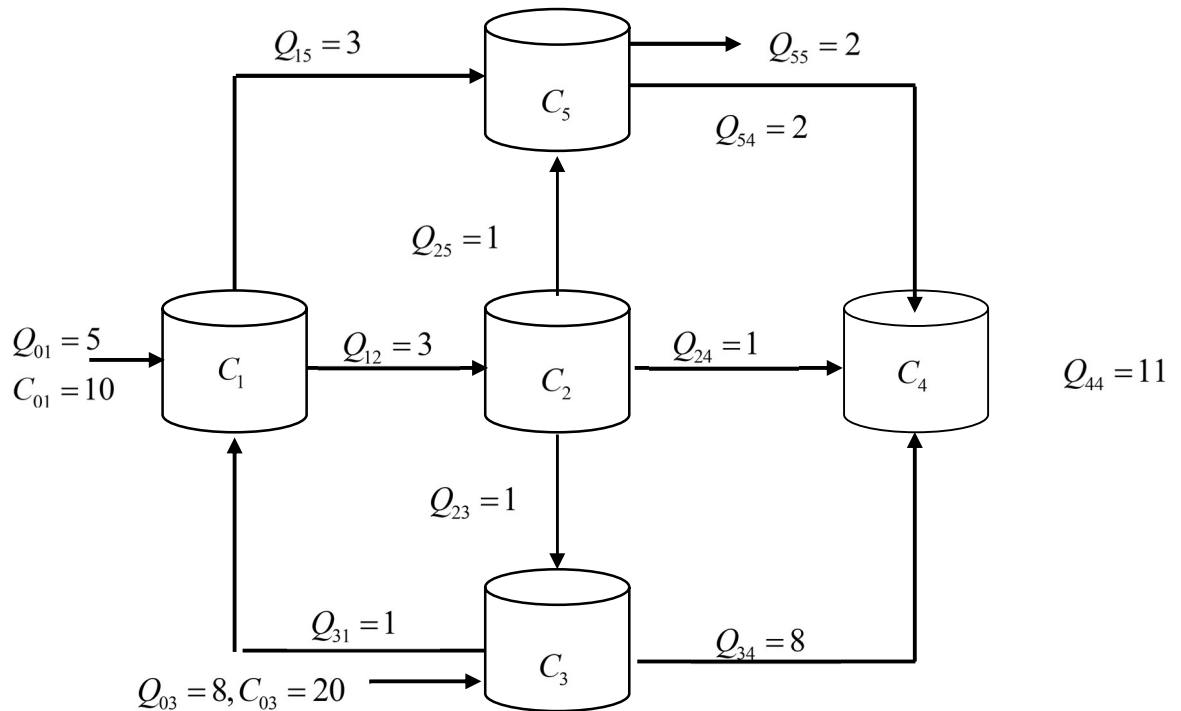 Q₁₅ = 3
Q₅₅ = 2
C₅
Q₅₄ = 2
Q₂₅ = 1
Q₀₁ = 5
C₀₁ = 10
C₁
Q₁₂ = 3
C₂
Q₂₄ = 1
C₄
Q₄₄ = 11
Q₂₃ = 1
Q₃₁ = 1
Q₃₄ = 8
C₃
Q₀₃ = 8, C₀₃ = 20